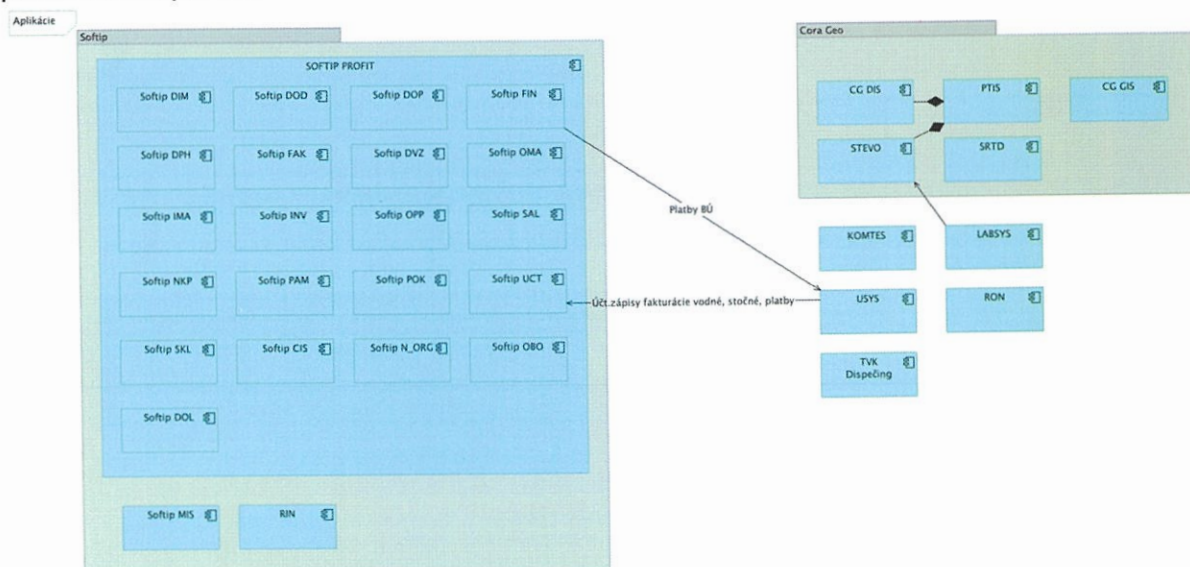 Aplikácie
Softip
SOFTIP PROFIT
Softip DIM
Softip DOD
Softip DOP
Softip FIN
Softip DPH
Softip FAK
Softip DVZ
Softip OMA
Softip IMA
Softip INV
Softip OPP
Softip SAL
Softip NKP
Softip PAM
Softip POK
Softip UCT
Softip SKL
Softip CIS
Softip N_ORG
Softip OBO
Softip DOL
Softip MIS
RIN
Platby BÚ
Účt.zápisy fakturácie vodné, stočné, platby
Cora Geo
CG DIS
PTIS
CG GIS
STEVO
SRTD
KOMTES
LABSYS
USYS
RON
TVK
Dispečing